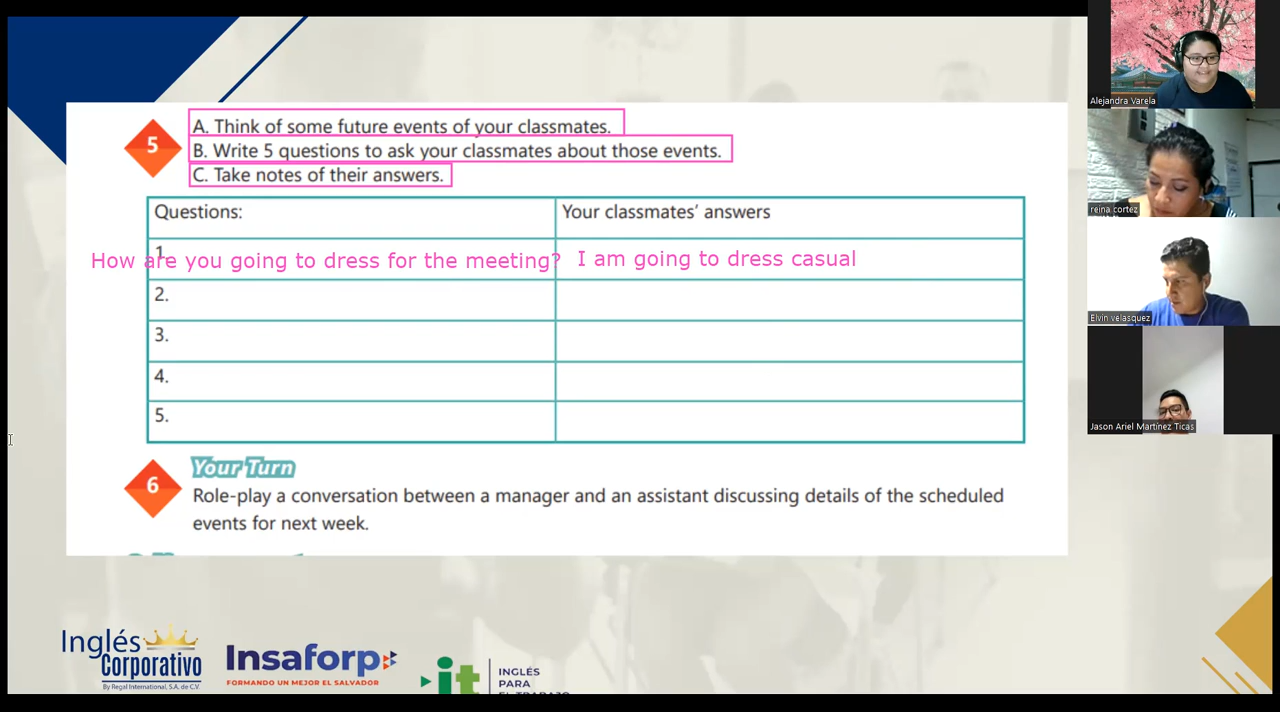 5
A. Think of some future events of your classmates.
B. Write 5 questions to ask your classmates about those events.
C. Take notes of their answers.
Questions:
Your classmates' answers
1.
How are you going to dress for the meeting?
I am going to dress casual
2.
3.
4.
5.
6
Your Turn
Role-play a conversation between a manager and an assistant discussing details of the scheduled
events for next week.
Inglés
Corporativo
By Regal International, S.A. de C.V.
Insaforp
FORMANDO UN MEJOR EL SALVADOR
it
INGLÉS
PARA
EL TRABAJO
Alejandra Varela
reina cortez
Elvin velasquez
Jason Ariel Martínez Ticas